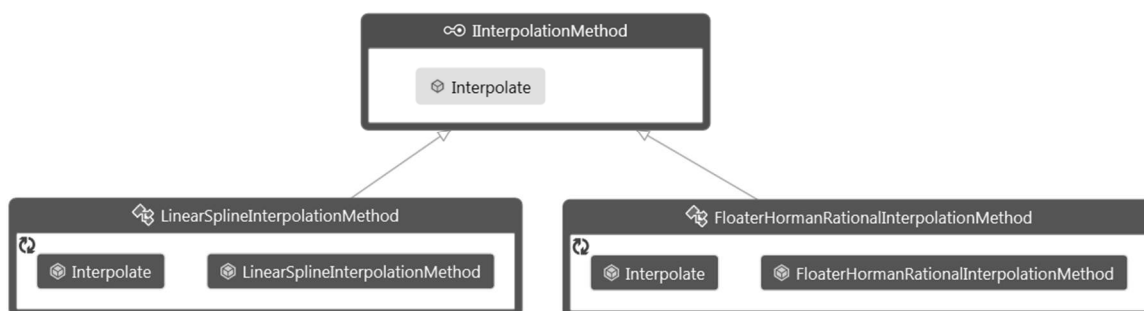 IInterpolationMethod
Interpolate
LinearSplineInterpolationMethod
FloaterHormanRationalInterpolationMethod
Interpolate
LinearSplineInterpolationMethod
Interpolate
FloaterHormanRationalInterpolationMethod